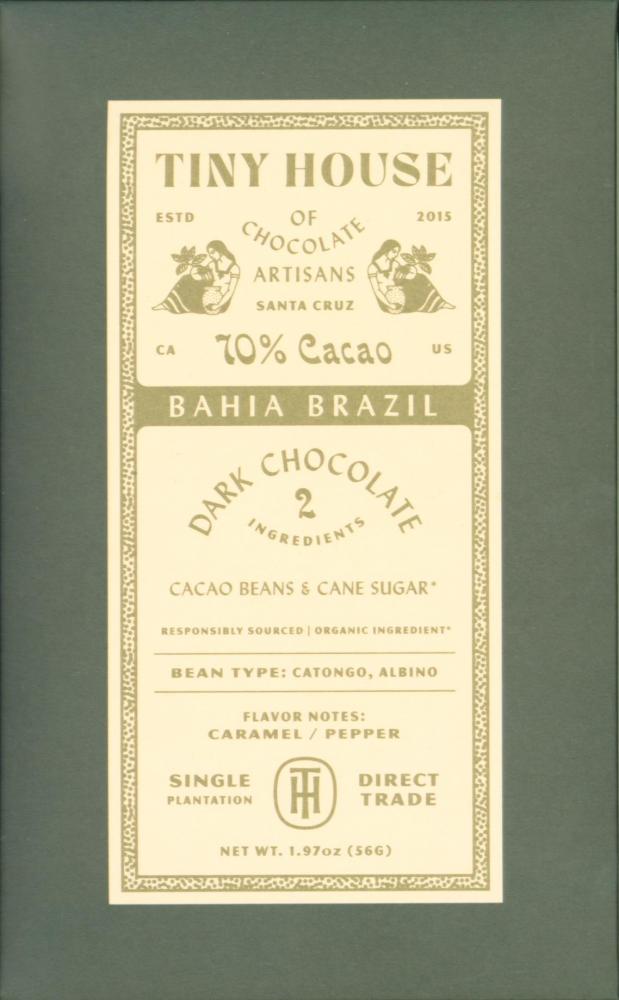 TINY HOUSE
ESTD OF 2015
CHOCOLATE
ARTISANS
SANTA CRUZ
CA 70% Cacao US
BAHIA BRAZIL
DARK CHOCOLATE
2
INGREDIENTS
CACAO BEANS & CANE SUGAR*
RESPONSIBLY SOURCED | ORGANIC INGREDIENT*
BEAN TYPE: CATONGO, ALBINO
FLAVOR NOTES:
CARAMEL / PEPPER
SINGLE TH DIRECT
PLANTATION TRADE
NET WT. 1.97oz (56G)